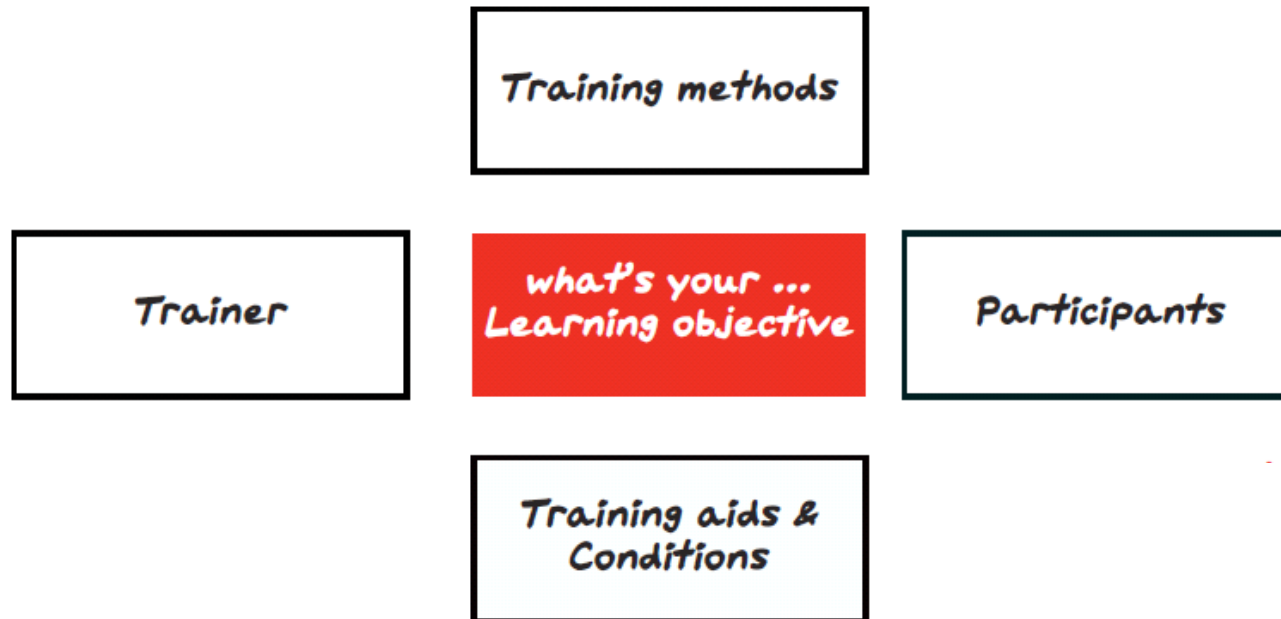 Training methods
Trainer
what's your ...
Learning objective
Participants
Training aids &
Conditions